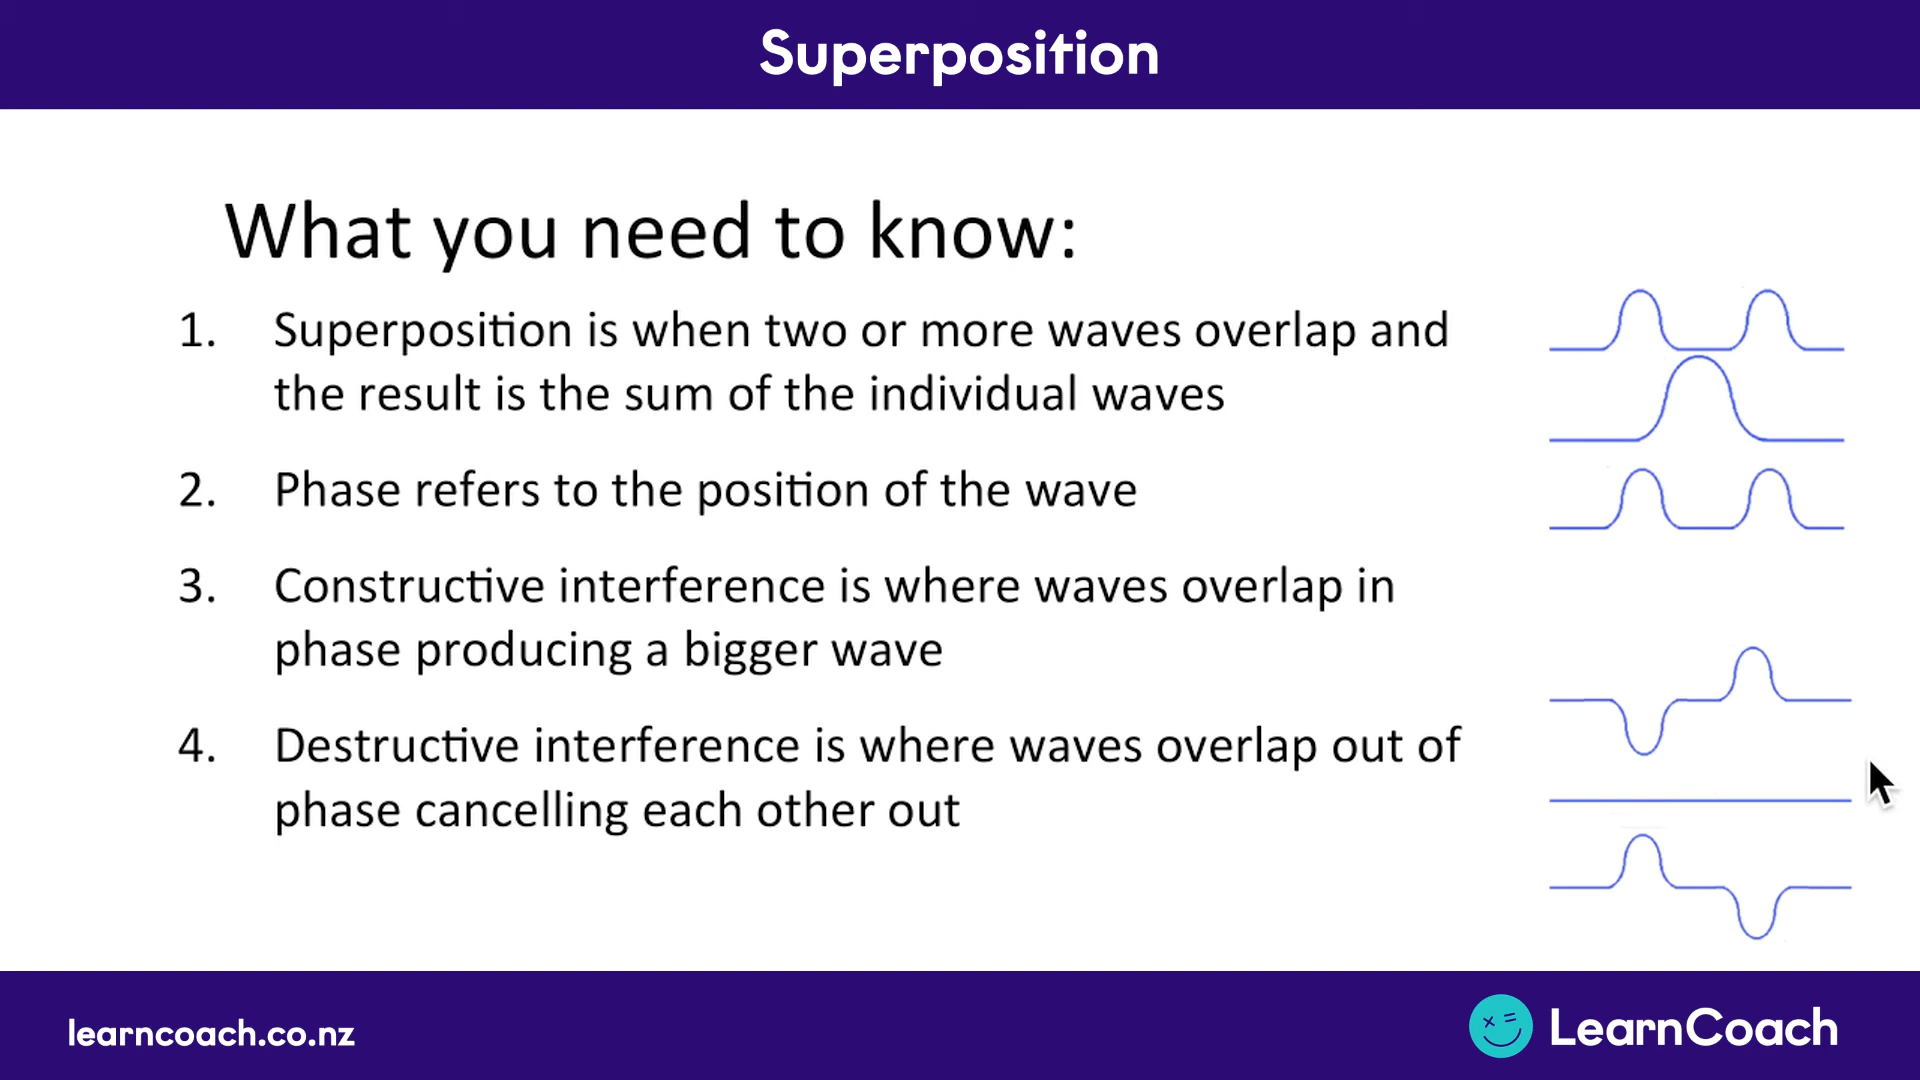 Superposition
What you need to know:
1. Superposition is when two or more waves overlap and
the result is the sum of the individual waves
2. Phase refers to the position of the wave
3. Constructive interference is where waves overlap in
phase producing a bigger wave
4. Destructive interference is where waves overlap out of
phase cancelling each other out
learncoach.co.nz
LearnCoach